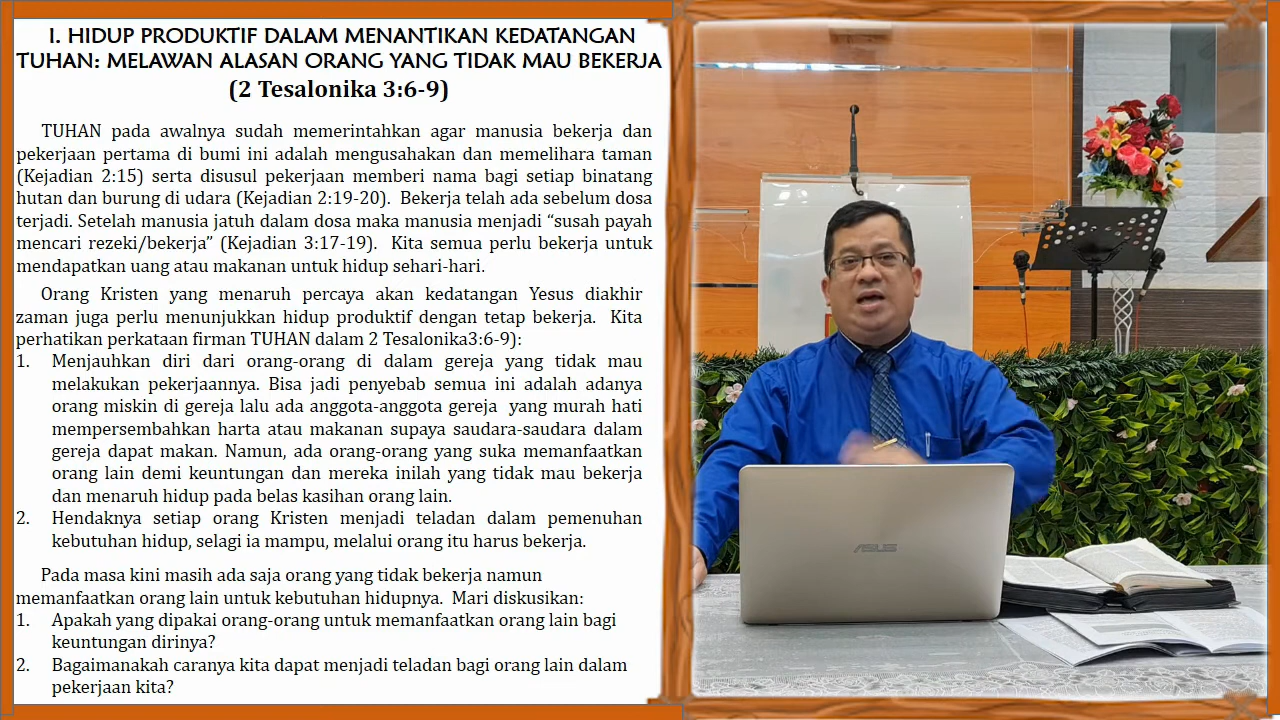 I. HIDUP PRODUKTIF DALAM MENANTIKAN KEDATANGAN
TUHAN: MELAWAN ALASAN ORANG YANG TIDAK MAU BEKERJA
(2 Tesalonika 3:6-9)
TUHAN pada awalnya sudah memerintahkan agar manusia bekerja dan
pekerjaan pertama di bumi ini adalah mengusahakan dan memelihara taman
(Kejadian 2:15) serta disusul pekerjaan memberi nama bagi setiap binatang
hutan dan burung di udara (Kejadian 2:19-20). Bekerja telah ada sebelum dosa
terjadi. Setelah manusia jatuh dalam dosa maka manusia menjadi “susah payah
mencari rezeki/bekerja” (Kejadian 3:17-19). Kita semua perlu bekerja untuk
mendapatkan uang atau makanan untuk hidup sehari-hari.
Orang Kristen yang menaruh percaya akan kedatangan Yesus diakhir
zaman juga perlu menunjukkan hidup produktif dengan tetap bekerja. Kita
perhatikan perkataan firman TUHAN dalam 2 Tesalonika3:6-9):
1. Menjauhkan diri dari orang-orang di dalam gereja yang tidak mau
melakukan pekerjaannya. Bisa jadi penyebab semua ini adalah adanya
orang miskin di gereja lalu ada anggota-anggota gereja yang murah hati
mempersembahkan harta atau makanan supaya saudara-saudara dalam
gereja dapat makan. Namun, ada orang-orang yang suka memanfaatkan
orang lain demi keuntungan dan mereka inilah yang tidak mau bekerja
dan menaruh hidup pada belas kasihan orang lain.
2. Hendaknya setiap orang Kristen menjadi teladan dalam pemenuhan
kebutuhan hidup, selagi ia mampu, melalui orang itu harus bekerja.
Pada masa kini masih ada saja orang yang tidak bekerja namun
memanfaatkan orang lain untuk kebutuhan hidupnya. Mari diskusikan:
1. Apakah yang dipakai orang-orang untuk memanfaatkan orang lain bagi
keuntungan dirinya?
2. Bagaimanakah caranya kita dapat menjadi teladan bagi orang lain dalam
pekerjaan kita?
ASUS